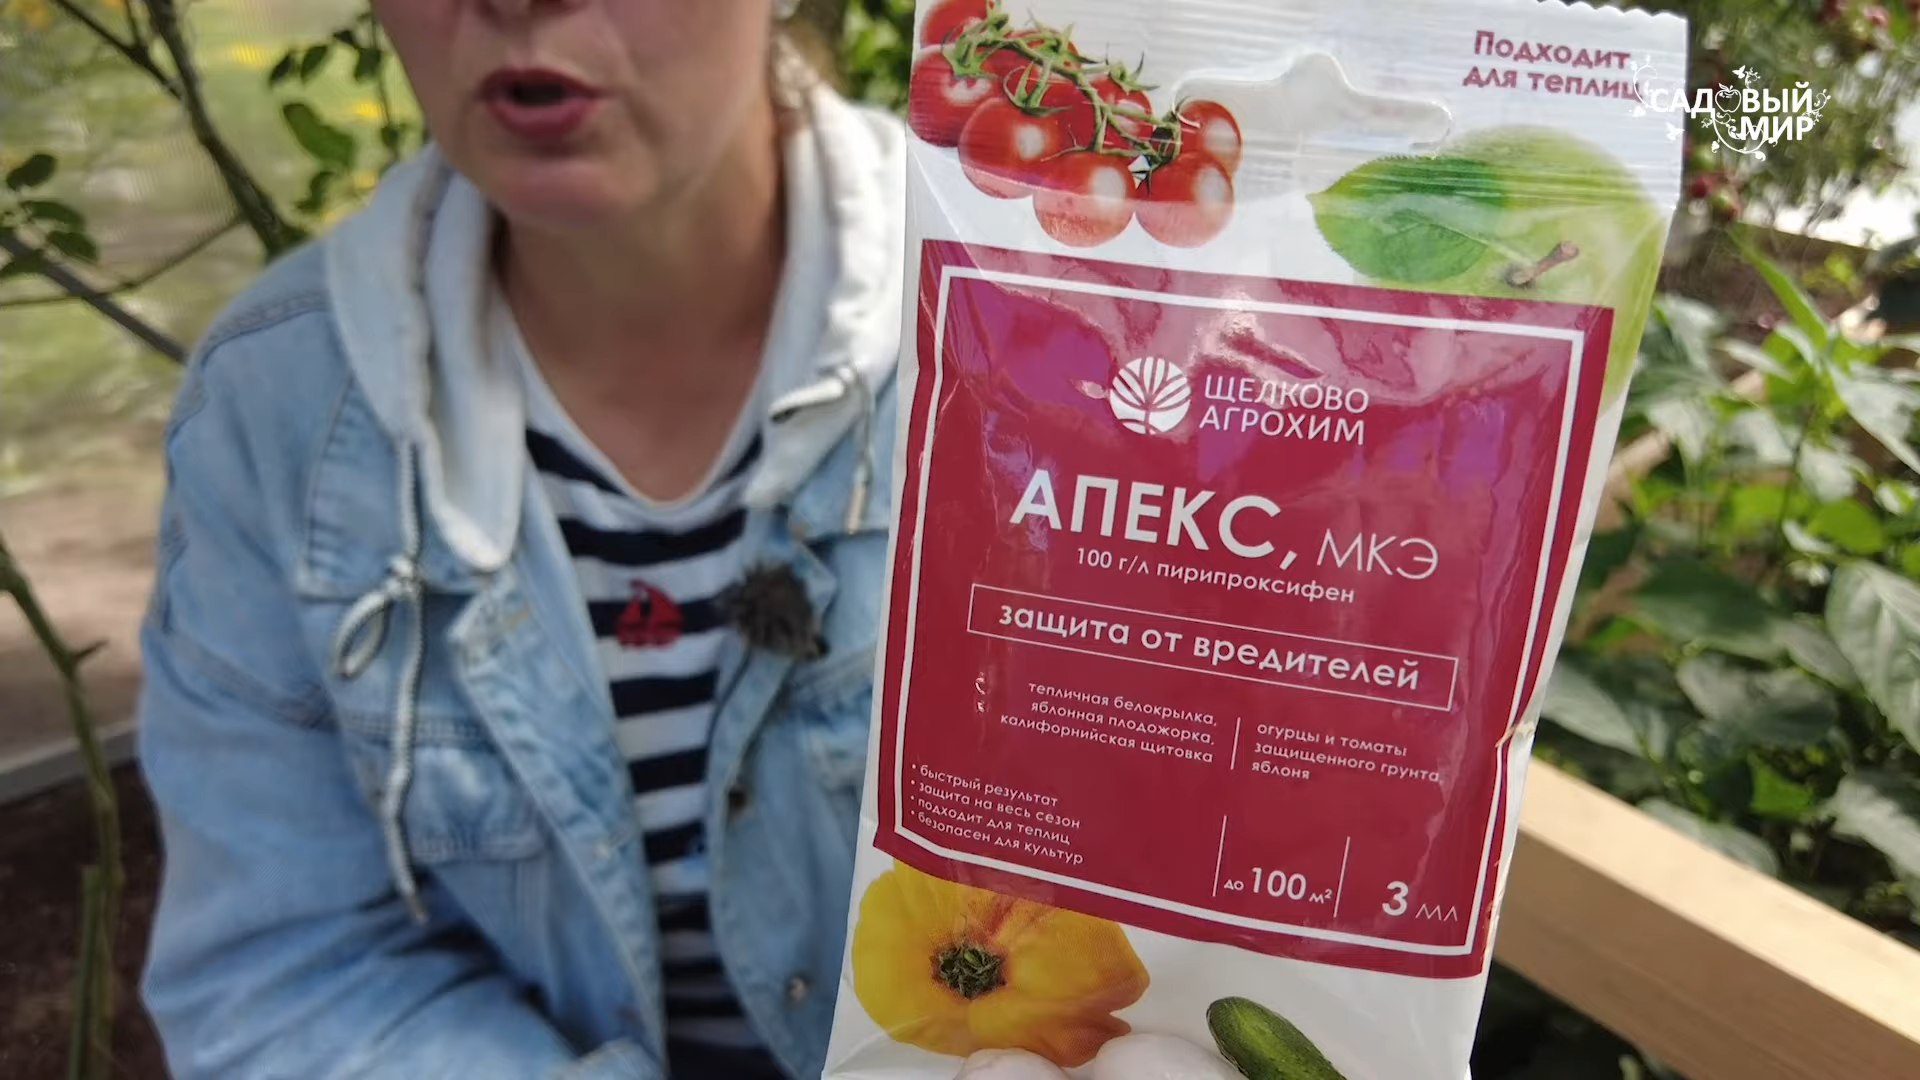 Подходит
для теплиц
САДОВЫЙ
МИР
ЩЕЛКОВО
АГРОХИМ
АПЕКС, МКЭ
100 г/л пирипроксифен
защита от вредителей
тепличная белокрылка,
яблонная плодожорка,
калифорнийская щитовка
огурцы и томаты
защищенного грунта,
яблоня
• быстрый результат
• защита на весь сезон
• подходит для теплиц
• безопасен для культур
до 100 м²
3 мл